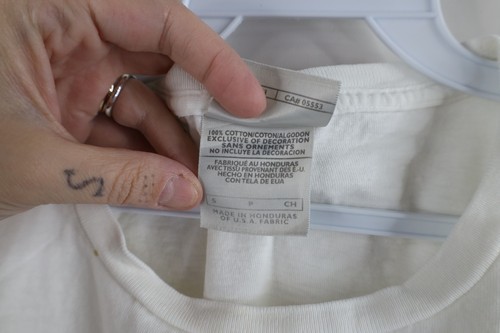 CA# 05553
100% COTTON/COTON/ALGODON
EXCLUSIVE OF DECORATION
SANS ORNEMENTS
NO INCLUYE LA DECORACION
FABRIQUÉ AU HONDURAS
AVEC TISSU PROVENANT DES É.-U.
HECHO EN HONDURAS
CON TELA DE EUA
S P CH
MADE IN HONDURAS
OF U.S.A. FABRIC